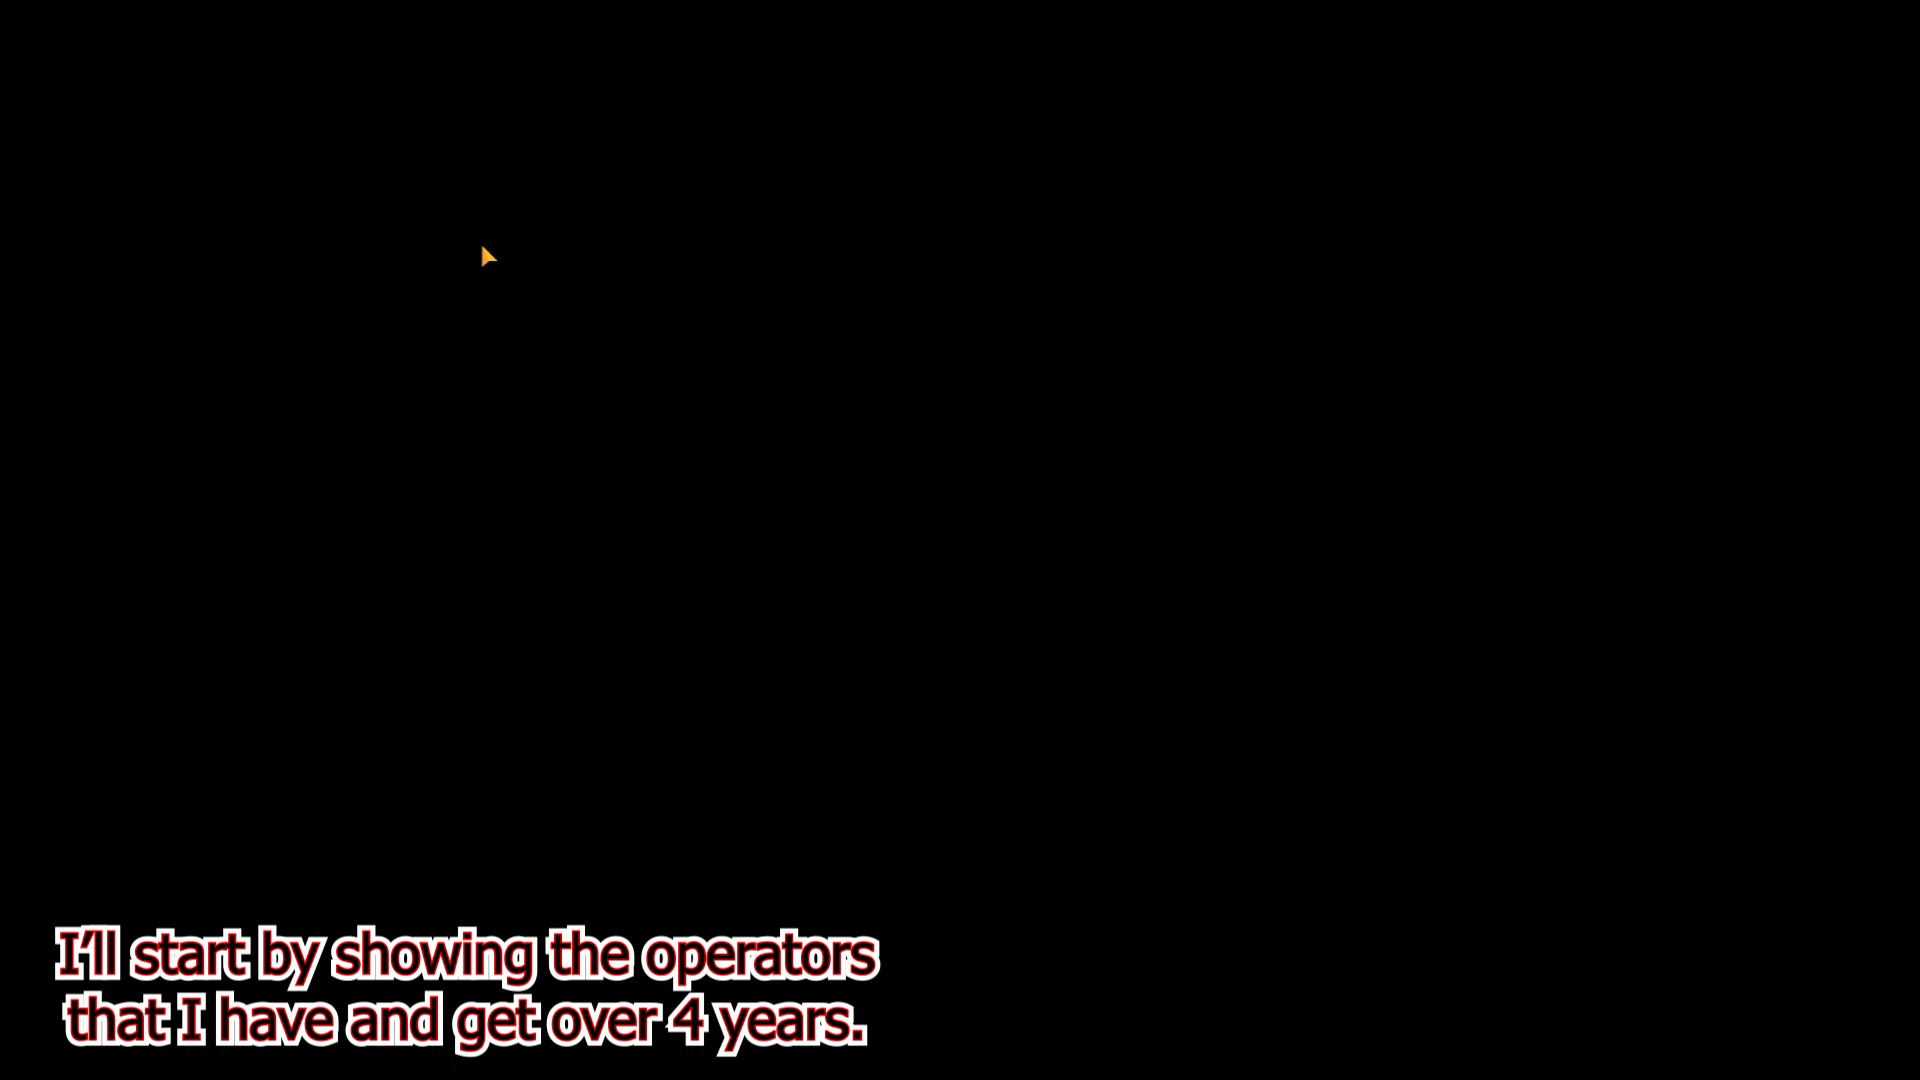 I'll start by showing the operators
that I have and get over 4 years.